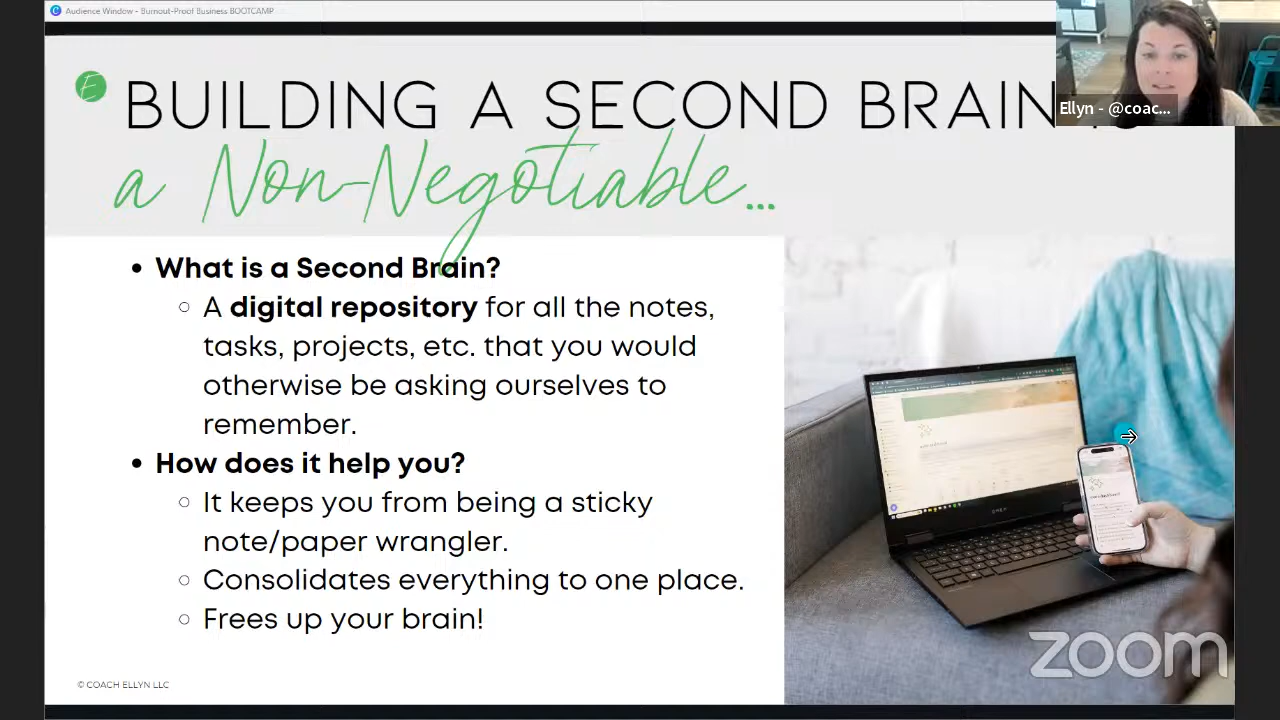 Audience Window - Burnout-Proof Business BOOTCAMP
E
BUILDING A SECOND BRAIN
Ellyn - @coac...
a Non-Negotiable...
• What is a Second Brain?
○ A digital repository for all the notes,
tasks, projects, etc. that you would
otherwise be asking ourselves to
remember.
• How does it help you?
○ It keeps you from being a sticky
note/paper wrangler.
○ Consolidates everything to one place.
○ Frees up your brain!
zoom
© COACH ELLYN LLC